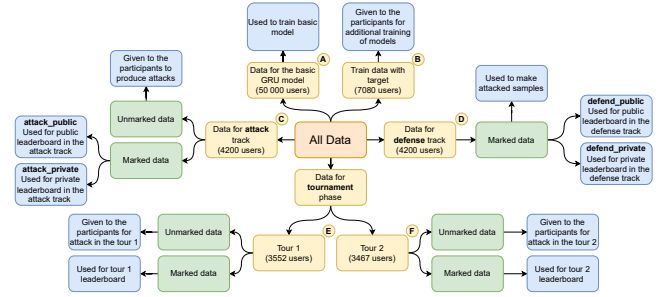 Used to train basic
model
Given to the
participants for
additional training
of models
A
Data for the basic
GRU model
(50 000 users)
B
Train data with
target
(7080 users)
Given to the
participants to
produce attacks
Used to make
attacked samples
attack_public
Used for public
leaderboard in
the attack track
Unmarked data
C
Data for attack
track
(4200 users)
All Data
D
Data for
defense track
(4200 users)
Marked data
defend_public
Used for public
leaderboard in
the defense track
attack_private
Used for private
leaderboard in the
attack track
Marked data
defend_private
Used for private
leaderboard in the
defense track
Data for
tournament
phase
Given to the
participants for
attack in the tour 1
Unmarked data
E
Tour 1
(3552 users)
F
Tour 2
(3467 users)
Unmarked data
Given to the
participants for
attack in the tour 2
Used for tour 1
leaderboard
Marked data
Marked data
Used for tour 2
leaderboard